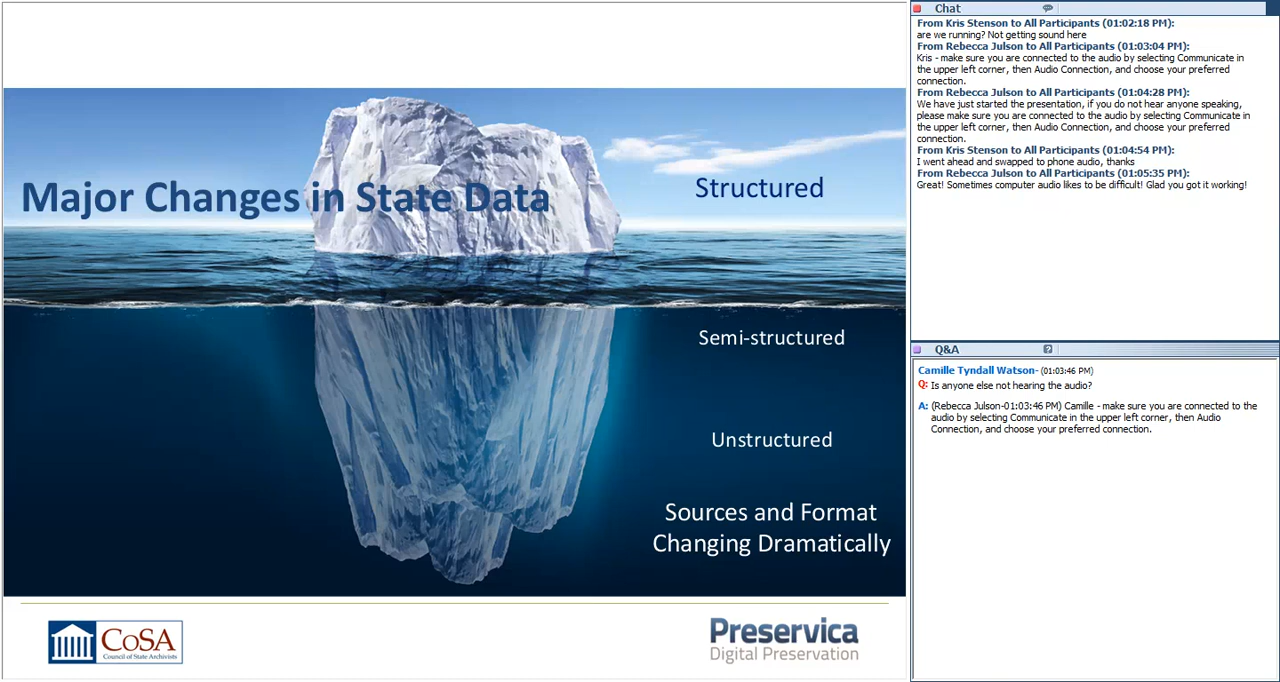 Major Changes in State Data
Structured
Semi-structured
Unstructured
Sources and Format
Changing Dramatically
CoSA
Council of State Archivists
Preservica
Digital Preservation
Chat
From Kris Stenson to All Participants (01:02:18 PM):
are we running? Not getting sound here
From Rebecca Julson to All Participants (01:03:04 PM):
Kris - make sure you are connected to the audio by selecting Communicate in
the upper left corner, then Audio Connection, and choose your preferred
connection.
From Rebecca Julson to All Participants (01:04:28 PM):
We have just started the presentation, if you do not hear anyone speaking,
please make sure you are connected to the audio by selecting Communicate in
the upper left corner, then Audio Connection, and choose your preferred
connection.
From Kris Stenson to All Participants (01:04:54 PM):
I went ahead and swapped to phone audio, thanks
From Rebecca Julson to All Participants (01:05:35 PM):
Great! Sometimes computer audio likes to be difficult! Glad you got it working!
Q&A
Camille Tyndall Watson- (01:03:46 PM)
Q: Is anyone else not hearing the audio?
A: (Rebecca Julson-01:03:46 PM) Camille - make sure you are connected to the
audio by selecting Communicate in the upper left corner, then Audio
Connection, and choose your preferred connection.